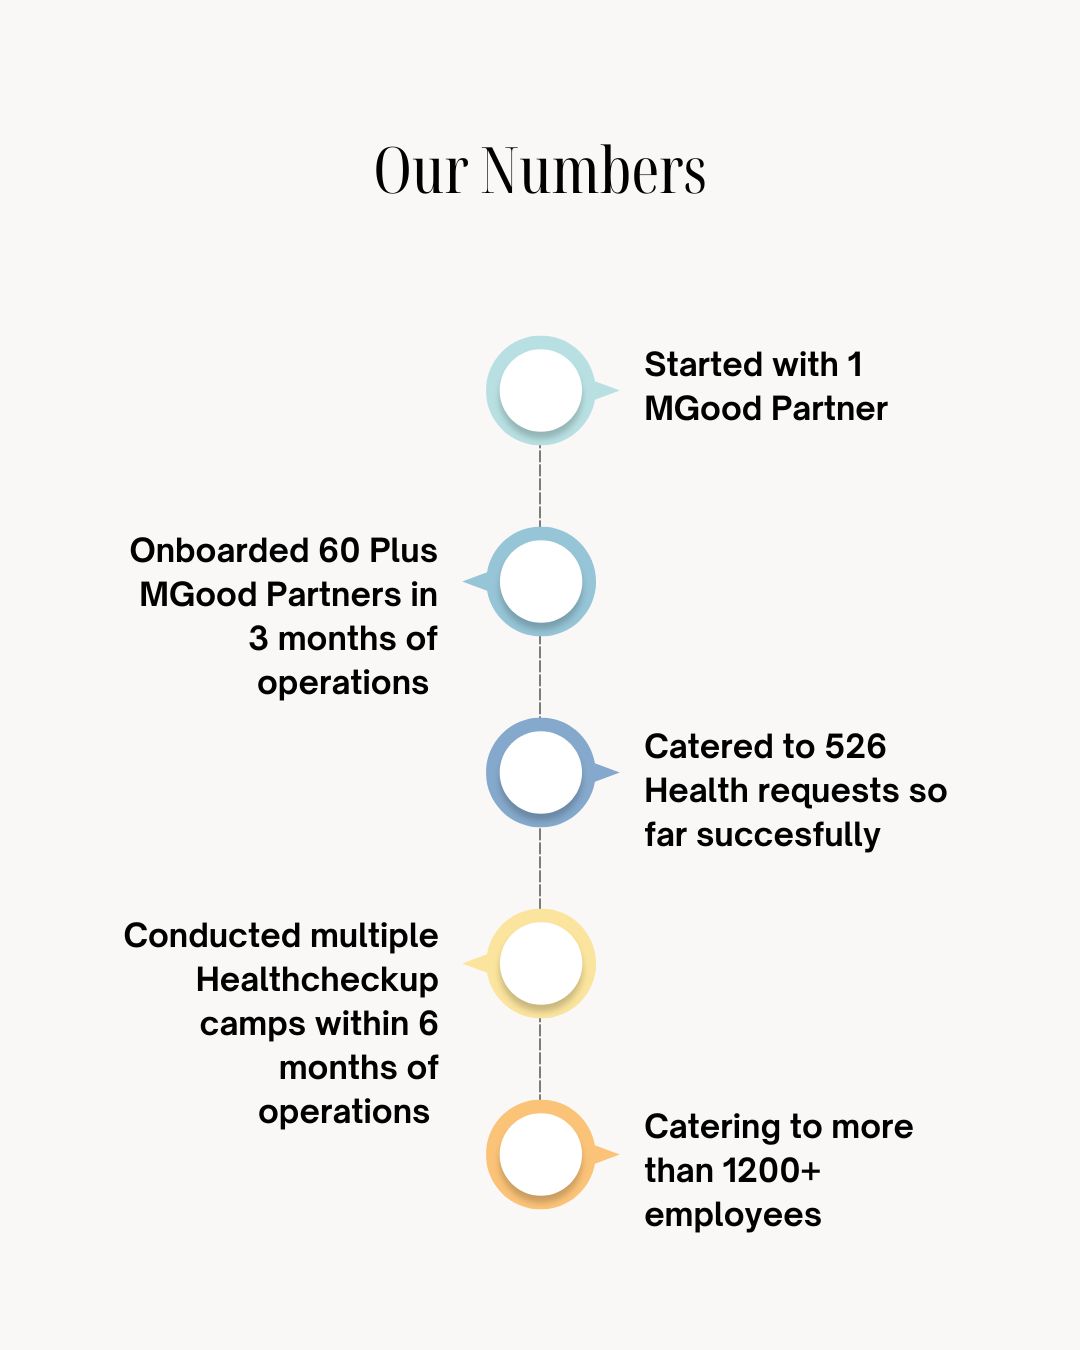 Our Numbers
Started with 1
MGood Partner
Onboarded 60 Plus
MGood Partners in
3 months of
operations
Catered to 526
Health requests so
far succesfully
Conducted multiple
Healthcheckup
camps within 6
months of
operations
Catering to more
than 1200+
employees